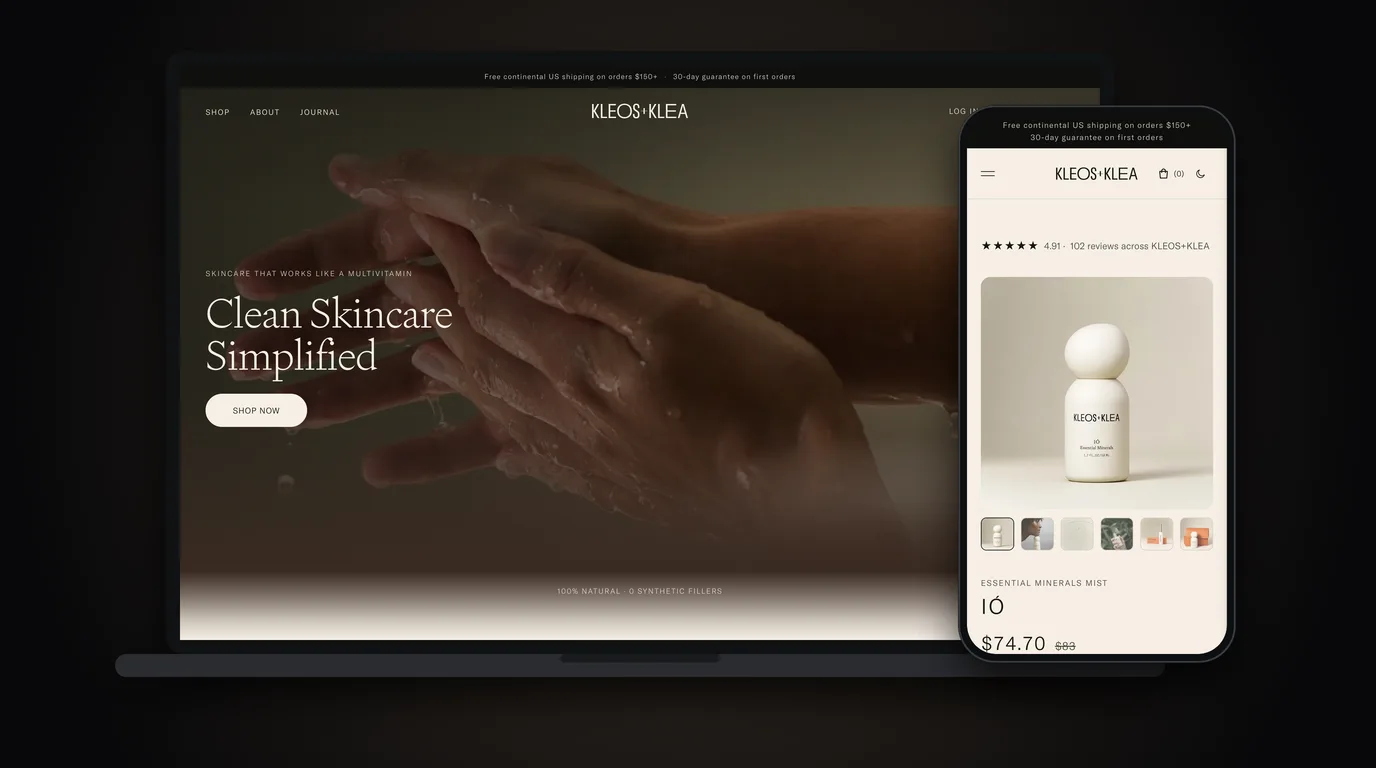 Free continental US shipping on orders $150+ · 30-day guarantee on first orders
SHOP ABOUT JOURNAL
KLEOS+KLEA
LOG IN
SKINCARE THAT WORKS LIKE A MULTIVITAMIN
Clean Skincare
Simplified
SHOP NOW
100% NATURAL · 0 SYNTHETIC FILLERS
Free continental US shipping on orders $150+
30-day guarantee on first orders
KLEOS+KLEA (0)
★★★★★ 4.91 · 102 reviews across KLEOS+KLEA
KLEOS+KLEA
IÓ
Essential Minerals
ESSENTIAL MINERALS MIST
IÓ
$74.70 $83